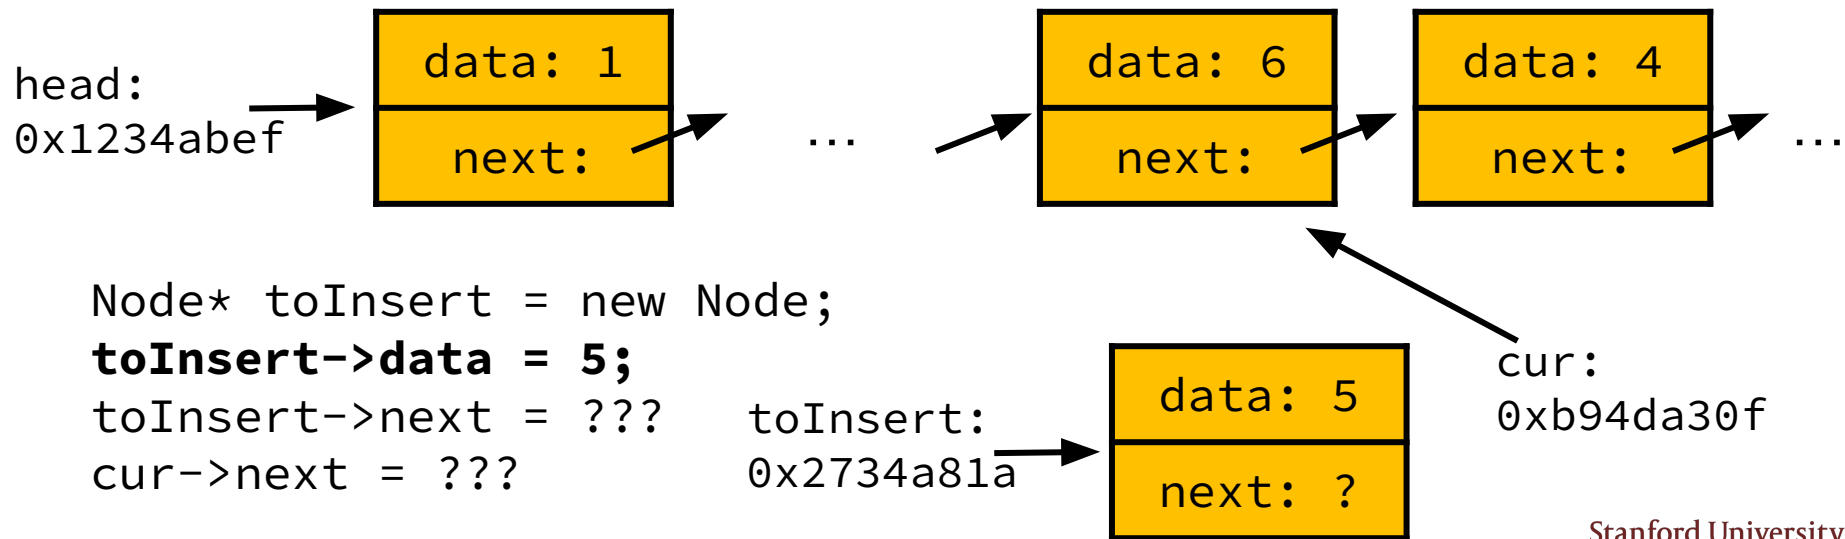 head:
0x1234abef
data: 1
next:
...
data: 6
next:
data: 4
next:
...
Node* toInsert = new Node;
toInsert->data = 5;
toInsert->next = ???
cur->next = ???
toInsert:
0x2734a81a
data: 5
next: ?
cur:
0xb94da30f
Stanford University